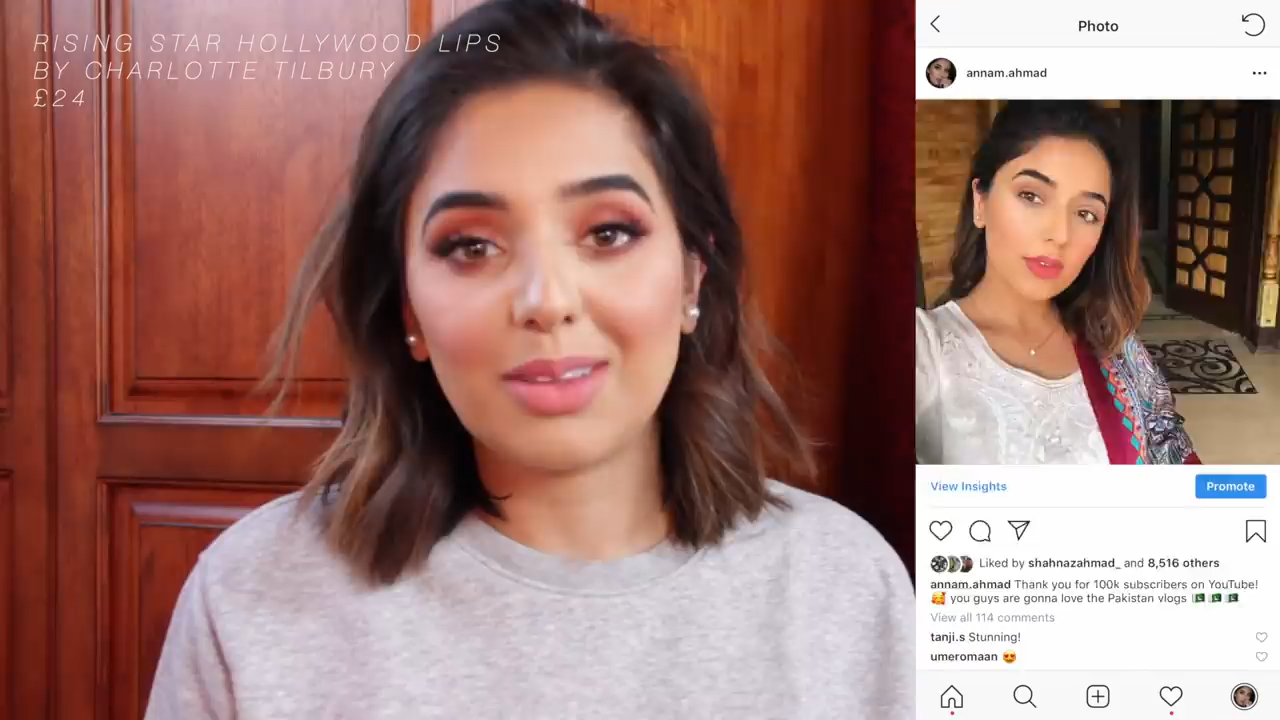 RISING STAR HOLLYWOOD LIPS
BY CHARLOTTE TILBURY
£24
Photo
annam.ahmad
View Insights
Promote
Liked by shahnazahmad_ and 8,516 others
annam.ahmad Thank you for 100k subscribers on YouTube!
🥰 you guys are gonna love the Pakistan vlogs 🇵🇰 🇵🇰 🇵🇰
View all 114 comments
tanji.s Stunning!
umeromaan 😍